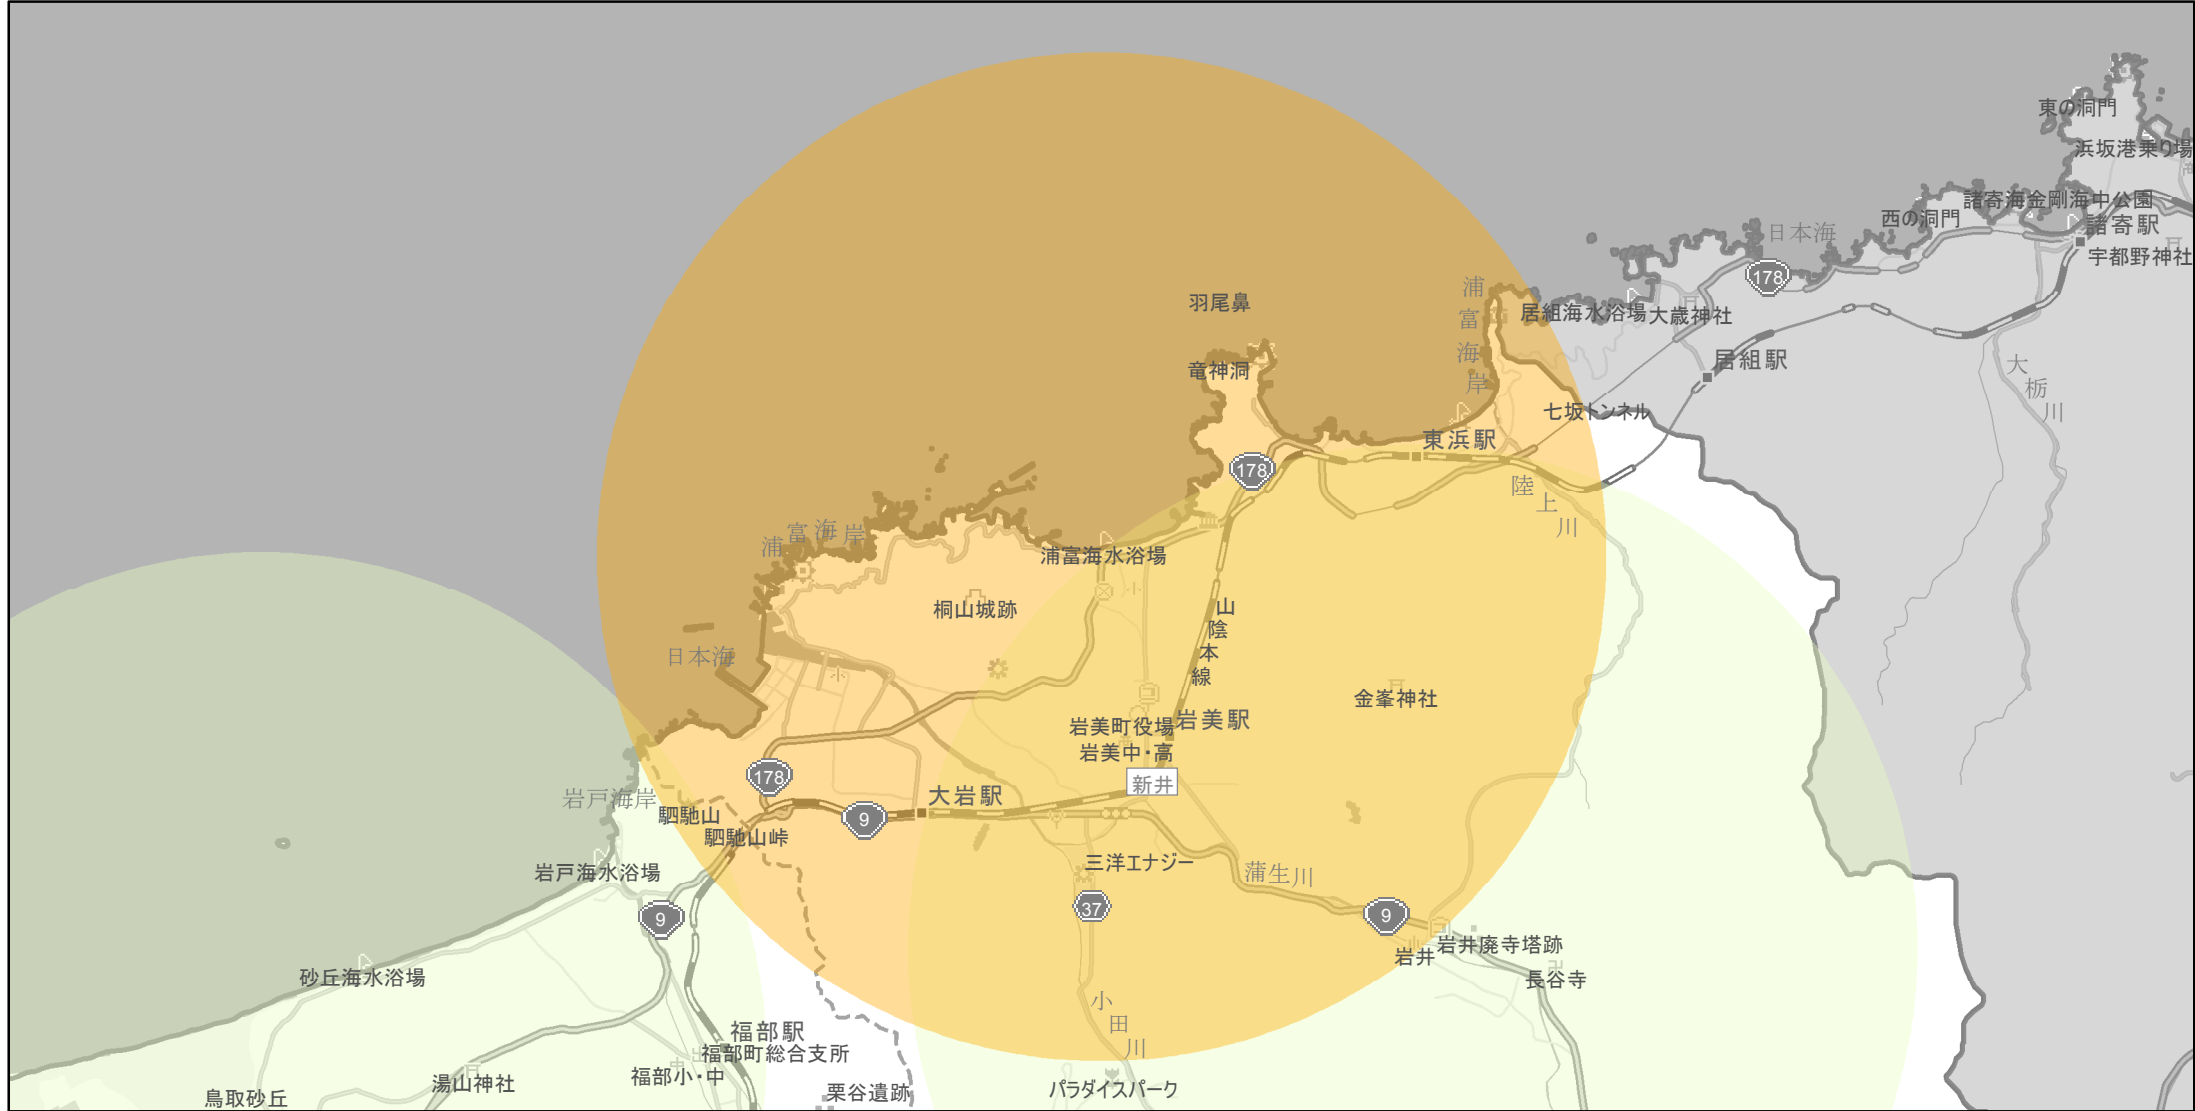 東の洞門
浜坂港乗り場
諸寄海金剛海中公園
西の洞門
諸寄駅
日本海
宇都野神社
178
羽尾鼻
浦富海岸
居組海水浴場
大歳神社
居組駅
竜神洞
大栃川
七坂トンネル
東浜駅
178
陸上川
浦富海岸
浦富海水浴場
桐山城跡
山陰本線
日本海
金峯神社
岩美町役場
岩美駅
岩美中・高
新井
178
岩戸海岸
大岩駅
駟馳山
9
駟馳山峠
三洋エナジー
岩戸海水浴場
蒲生川
37
9
9
岩井廃寺塔跡
岩井
砂丘海水浴場
長谷寺
小田川
福部駅
福部町総合支所
福部小・中
湯山神社
鳥取砂丘
栗谷遺跡
パラダイスパーク